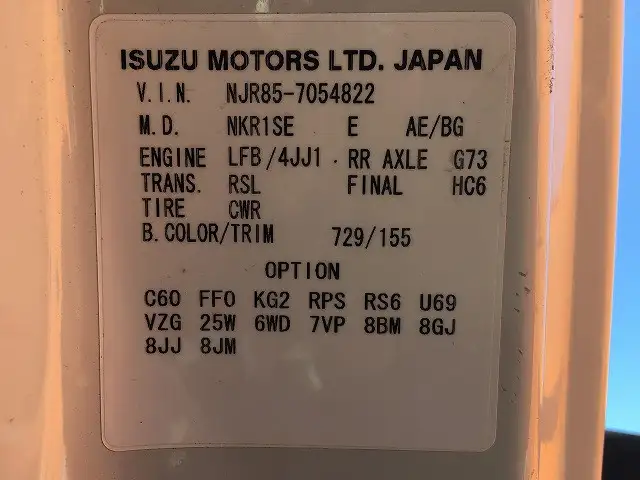 ISUZU MOTORS LTD. JAPAN
V.I.N. NJR85-7054822
M.D. NKR1SE E AE/BG
ENGINE LFB/4JJ1 RR AXLE G73
TRANS. RSL FINAL HC6
TIRE CWR
B.COLOR/TRIM 729/155
OPTION
C60 FF0 KG2 RPS RS6 U69
VZG 25W 6WD 7VP 8BM 8GJ
8JJ 8JM